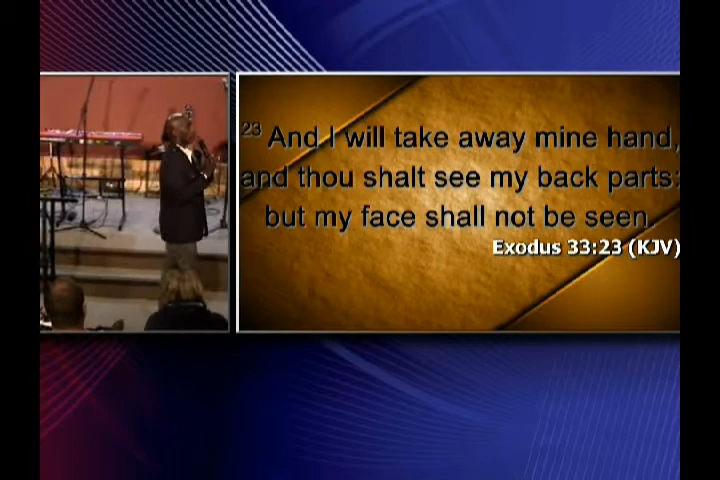 23 And I will take away mine hand,
and thou shalt see my back parts:
but my face shall not be seen.
Exodus 33:23 (KJV)